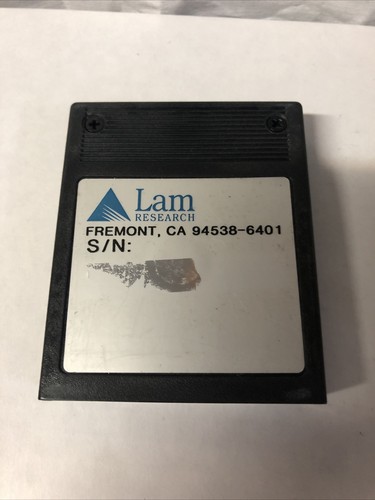 Lam
RESEARCH
FREMONT, CA 94538-6401
S/N: